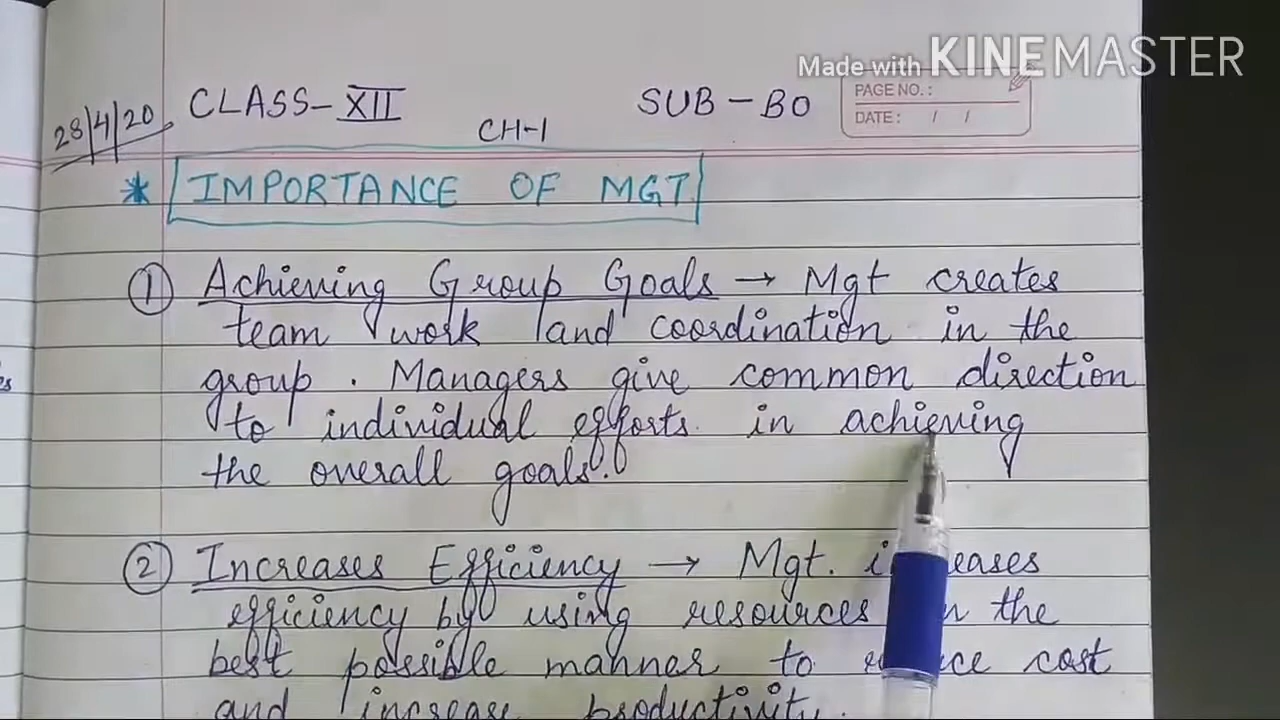 Made with KINEMASTER
28/4/20 CLASS-XII SUB-BO
PAGE NO.:
DATE: / /
CH-1
* IMPORTANCE OF MGT.
① Achieving Group Goals → Mgt creates
team work and coordination in the
group. Managers give common direction
to individual efforts in achieving
the overall goals.
② Increases Efficiency → Mgt.
efficiency by using resources the
best possible manner to cost
and increase productivity.